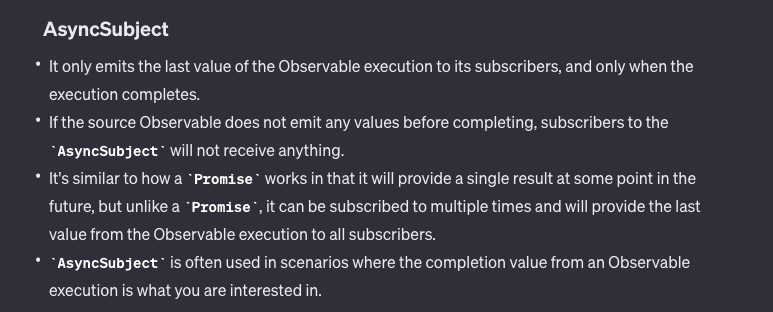 AsyncSubject
• It only emits the last value of the Observable execution to its subscribers, and only when the
execution completes.
• If the source Observable does not emit any values before completing, subscribers to the
`AsyncSubject` will not receive anything.
• It's similar to how a `Promise` works in that it will provide a single result at some point in the
future, but unlike a `Promise`, it can be subscribed to multiple times and will provide the last
value from the Observable execution to all subscribers.
• `AsyncSubject` is often used in scenarios where the completion value from an Observable
execution is what you are interested in.